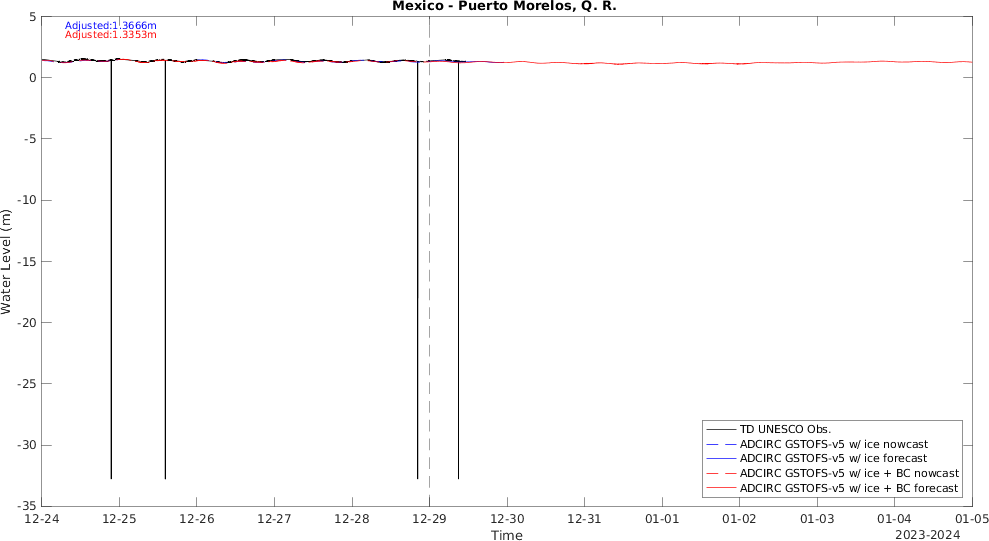 Mexico - Puerto Morelos, Q. R.
Adjusted:1.3666m
Adjusted:1.3353m
5
0
-5
-10
-15
-20
-25
-30
-35
Water Level (m)
TD UNESCO Obs.
ADCIRC GSTOFS-v5 w/ ice nowcast
ADCIRC GSTOFS-v5 w/ ice forecast
ADCIRC GSTOFS-v5 w/ ice + BC nowcast
ADCIRC GSTOFS-v5 w/ ice + BC forecast
12-24 12-25 12-26 12-27 12-28 12-29 12-30 12-31 01-01 01-02 01-03 01-04 01-05
Time
2023-2024